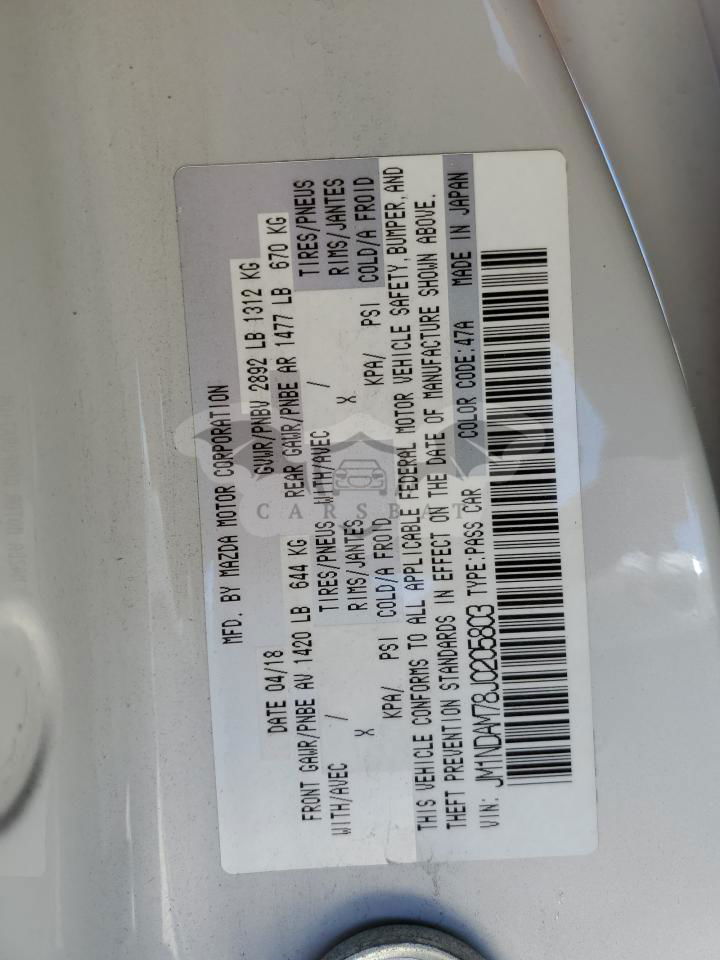 MFD. BY MAZDA MOTOR CORPORATION
DATE 04/18 GVWR/PNBV 2892 LB 1312 KG
FRONT GAWR/PNBE AV 1420 LB 644 KG REAR GAWR/PNBE AR 1477 LB 670 KG
WITH/AVEC / TIRES/PNEUS WITH/AVEC / TIRES/PNEUS
X RIMS/JANTES X RIMS/JANTES
KPA/ PSI COLD/A FROID KPA/ PSI COLD/A FROID
THIS VEHICLE CONFORMS TO ALL APPLICABLE FEDERAL MOTOR VEHICLE SAFETY, BUMPER, AND
THEFT PREVENTION STANDARDS IN EFFECT ON THE DATE OF MANUFACTURE SHOWN ABOVE.
VIN: JM1NDAM78J0205803 TYPE:PASS CAR COLOR CODE:47A MADE IN JAPAN
CARSBAT